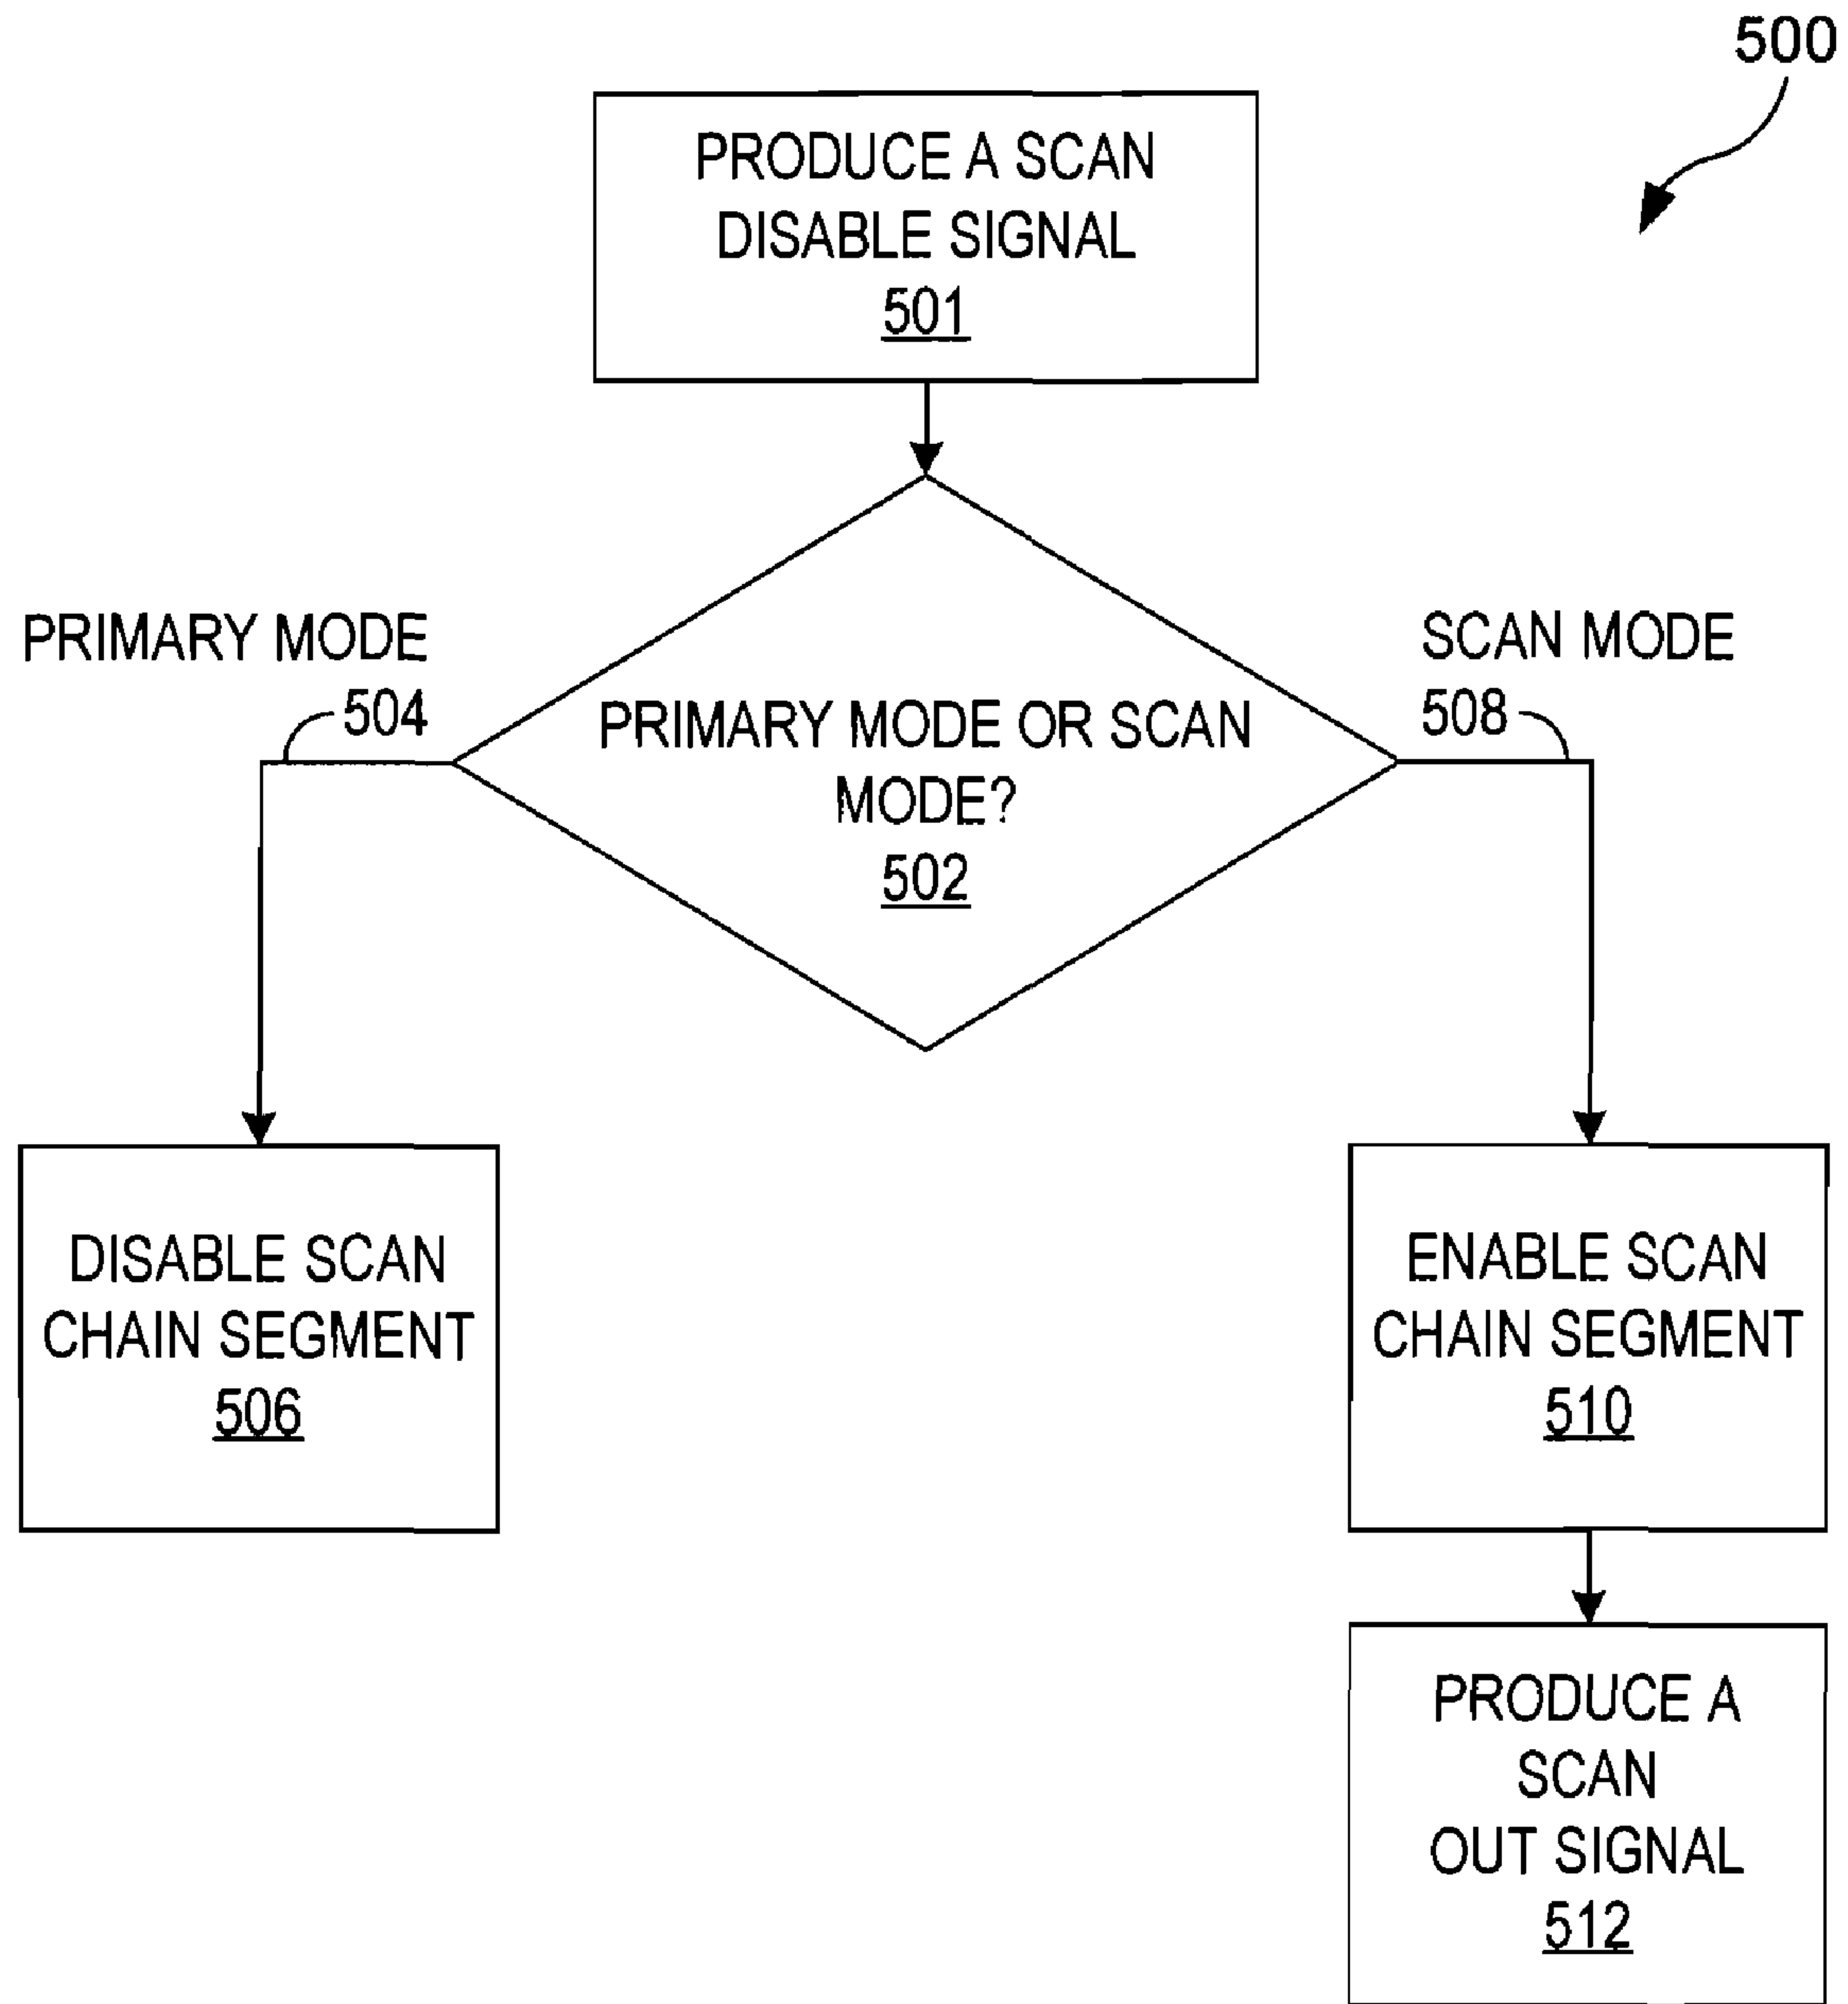 500
PRODUCE A SCAN
DISABLE SIGNAL
501
PRIMARY MODE
504
PRIMARY MODE OR SCAN
MODE?
502
SCAN MODE
508
DISABLE SCAN
CHAIN SEGMENT
506
ENABLE SCAN
CHAIN SEGMENT
510
PRODUCE A
SCAN
OUT SIGNAL
512